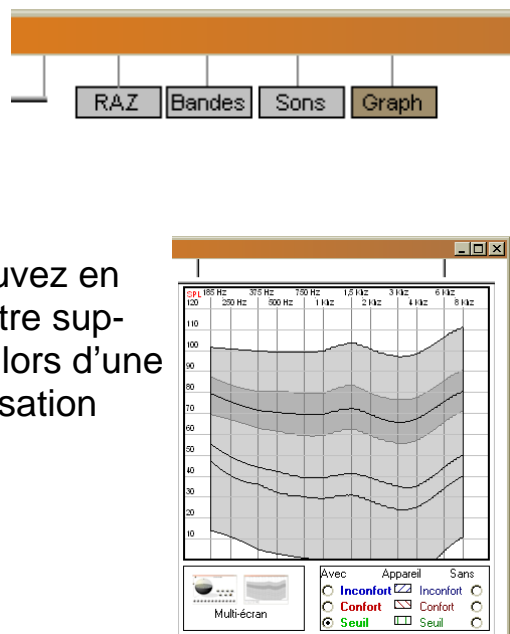 RAZ Bandes Sons Graph
uvez en
tre sup-
lors d'une
sation
SPL 185 Hz 375 Hz 750 Hz 1,5 KHz 3 KHz 6 KHz
120 250 Hz 500 Hz 1 KHz 2 KHz 4 KHz 8 KHz
110
100
90
80
70
60
50
40
30
20
10
Avec Appareil Sans
Inconfort Inconfort
Confort Confort
Seuil Seuil
Multi-écran